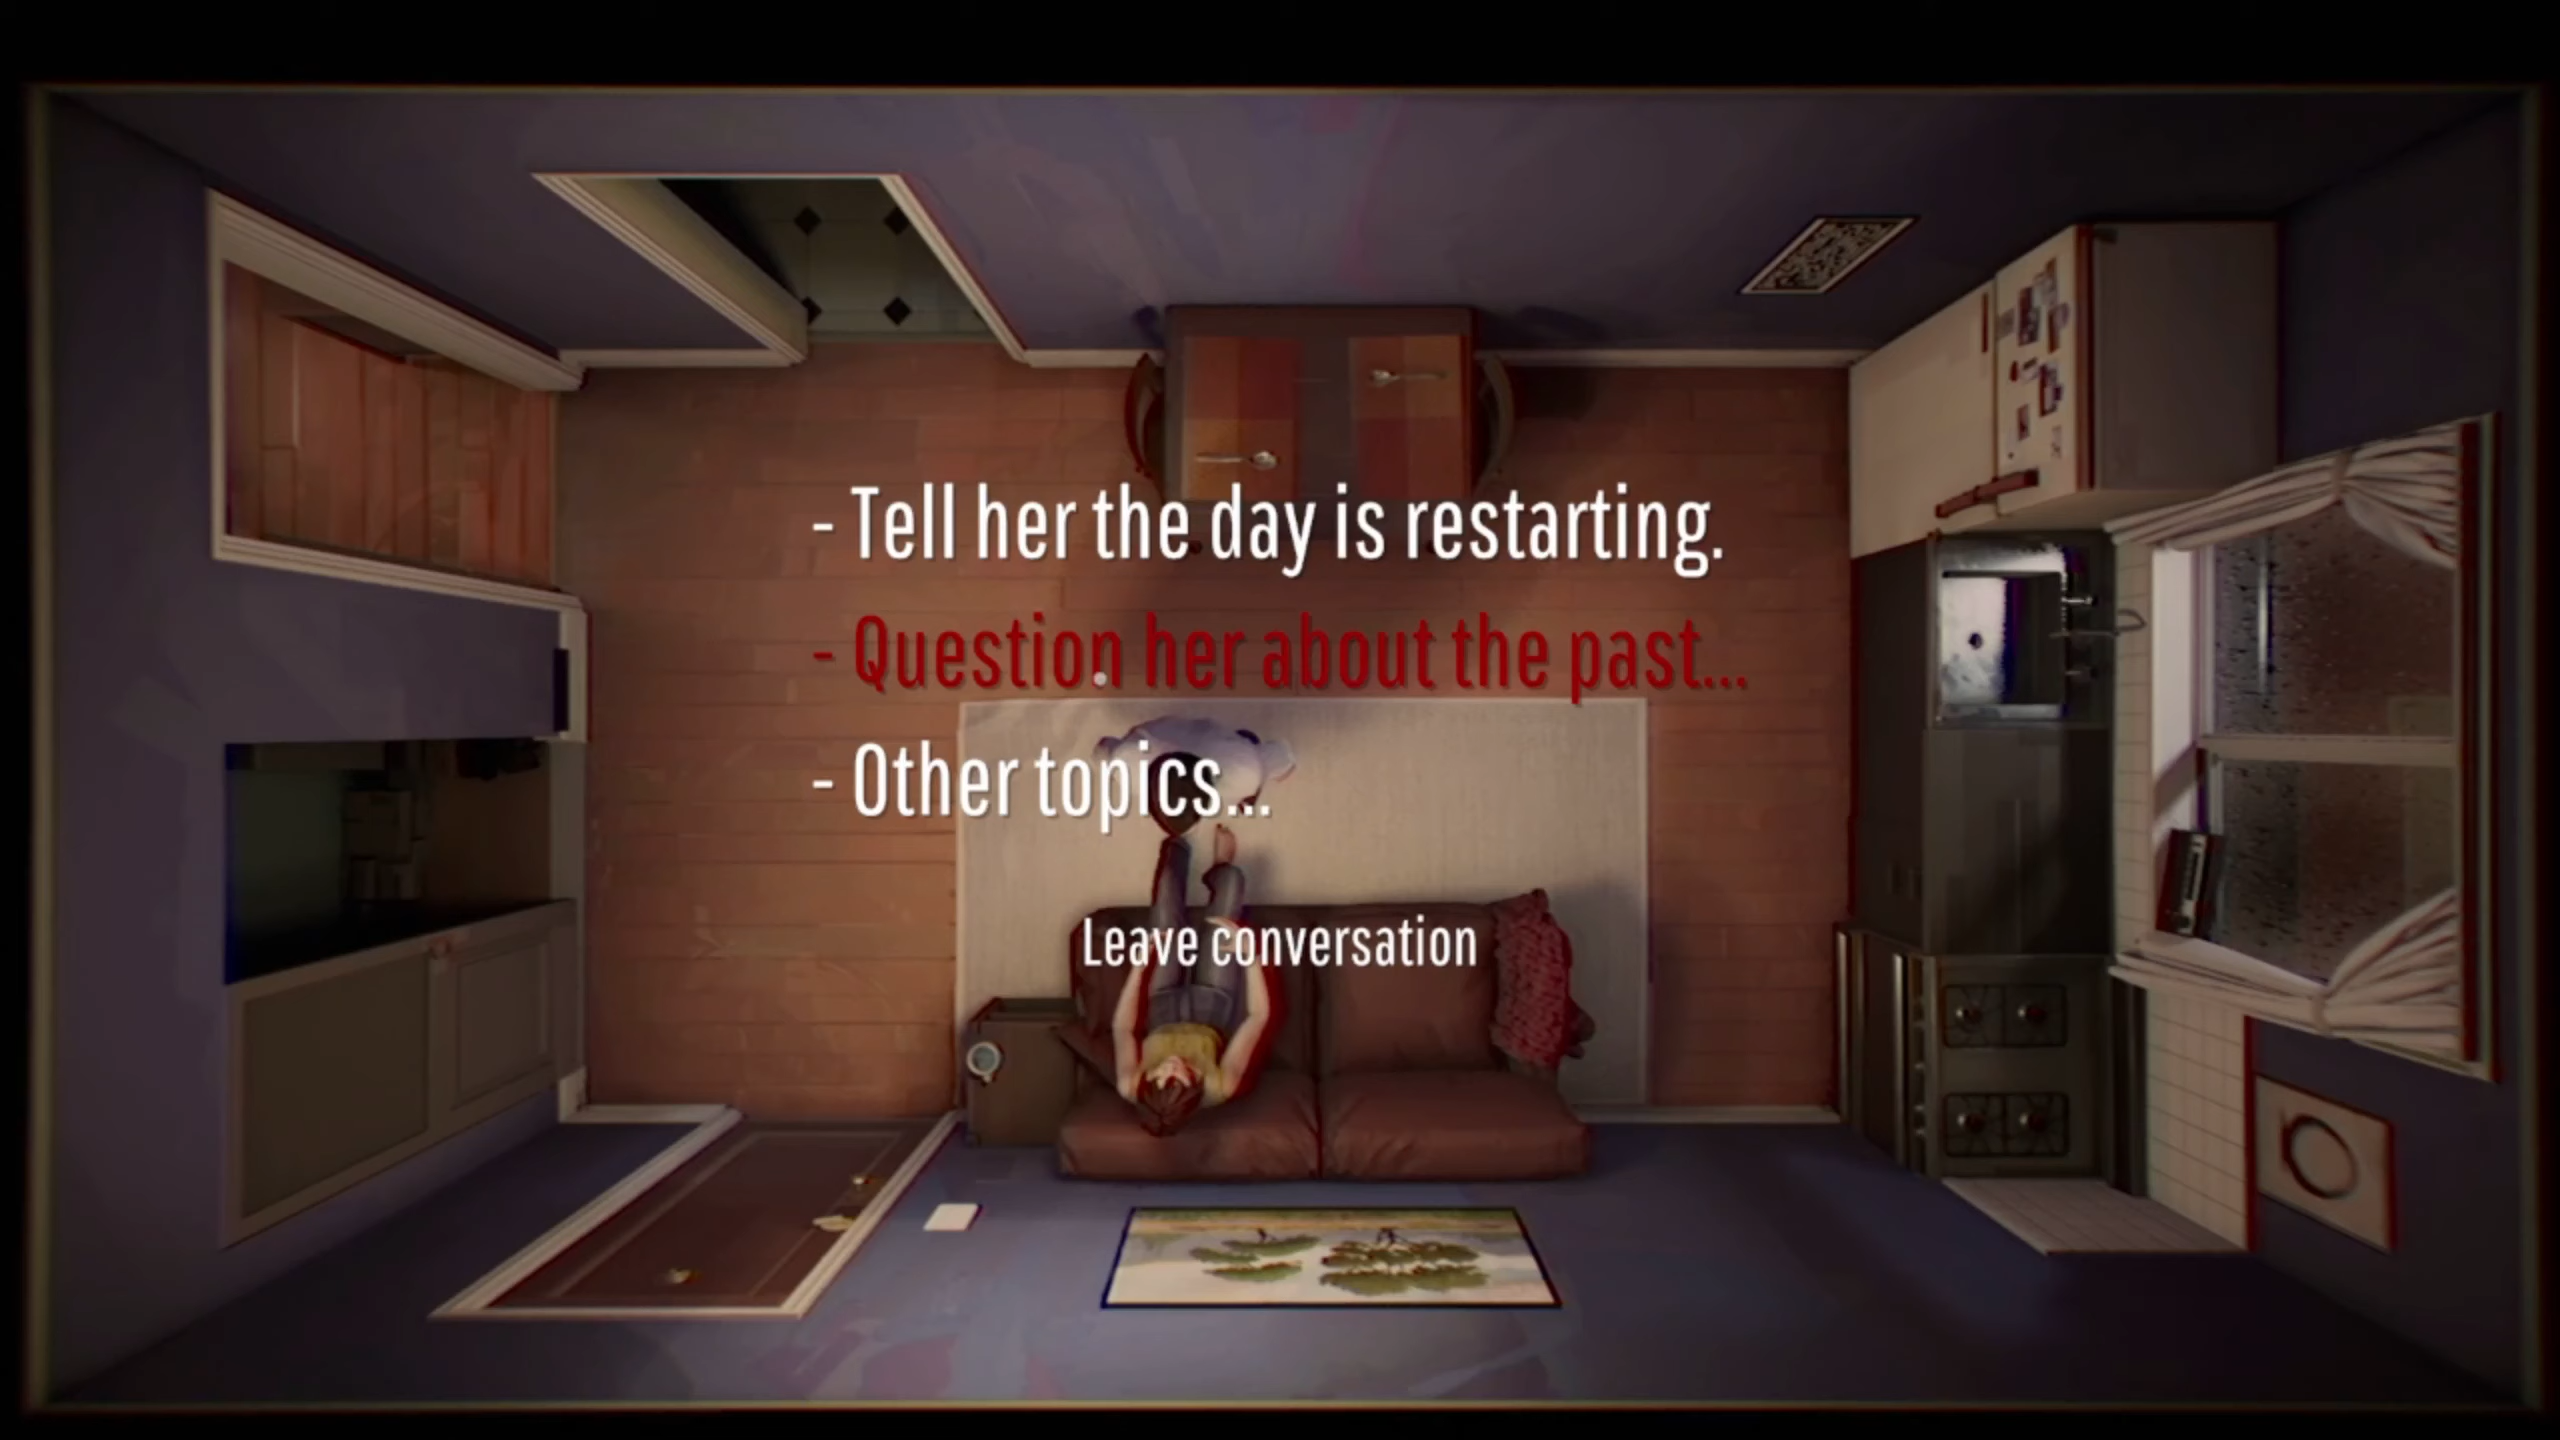 - Tell her the day is restarting.
- Question her about the past...
- Other topics...
Leave conversation